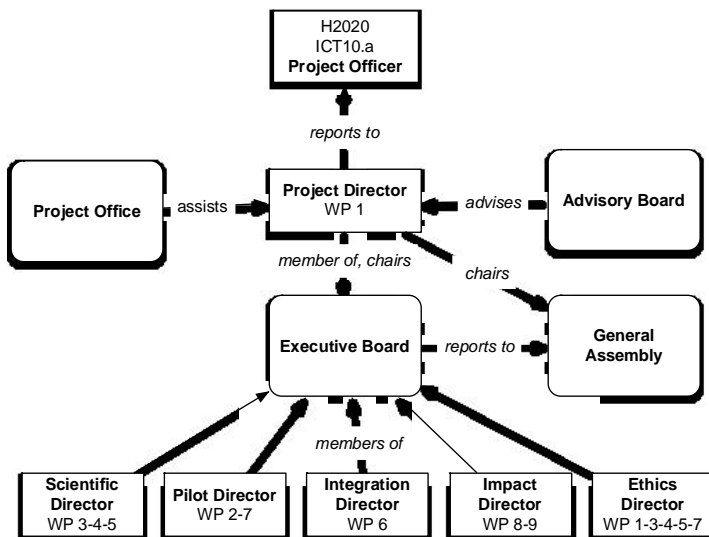 H2020
ICT10.a
Project Officer
reports to
Project Office
assists
Project Director
WP 1
advises
Advisory Board
member of, chairs
chairs
Executive Board
reports to
General
Assembly
members of
Scientific
Director
WP 3-4-5
Pilot Director
WP 2-7
Integration
Director
WP 6
Impact
Director
WP 8-9
Ethics
Director
WP 1-3-4-5-7